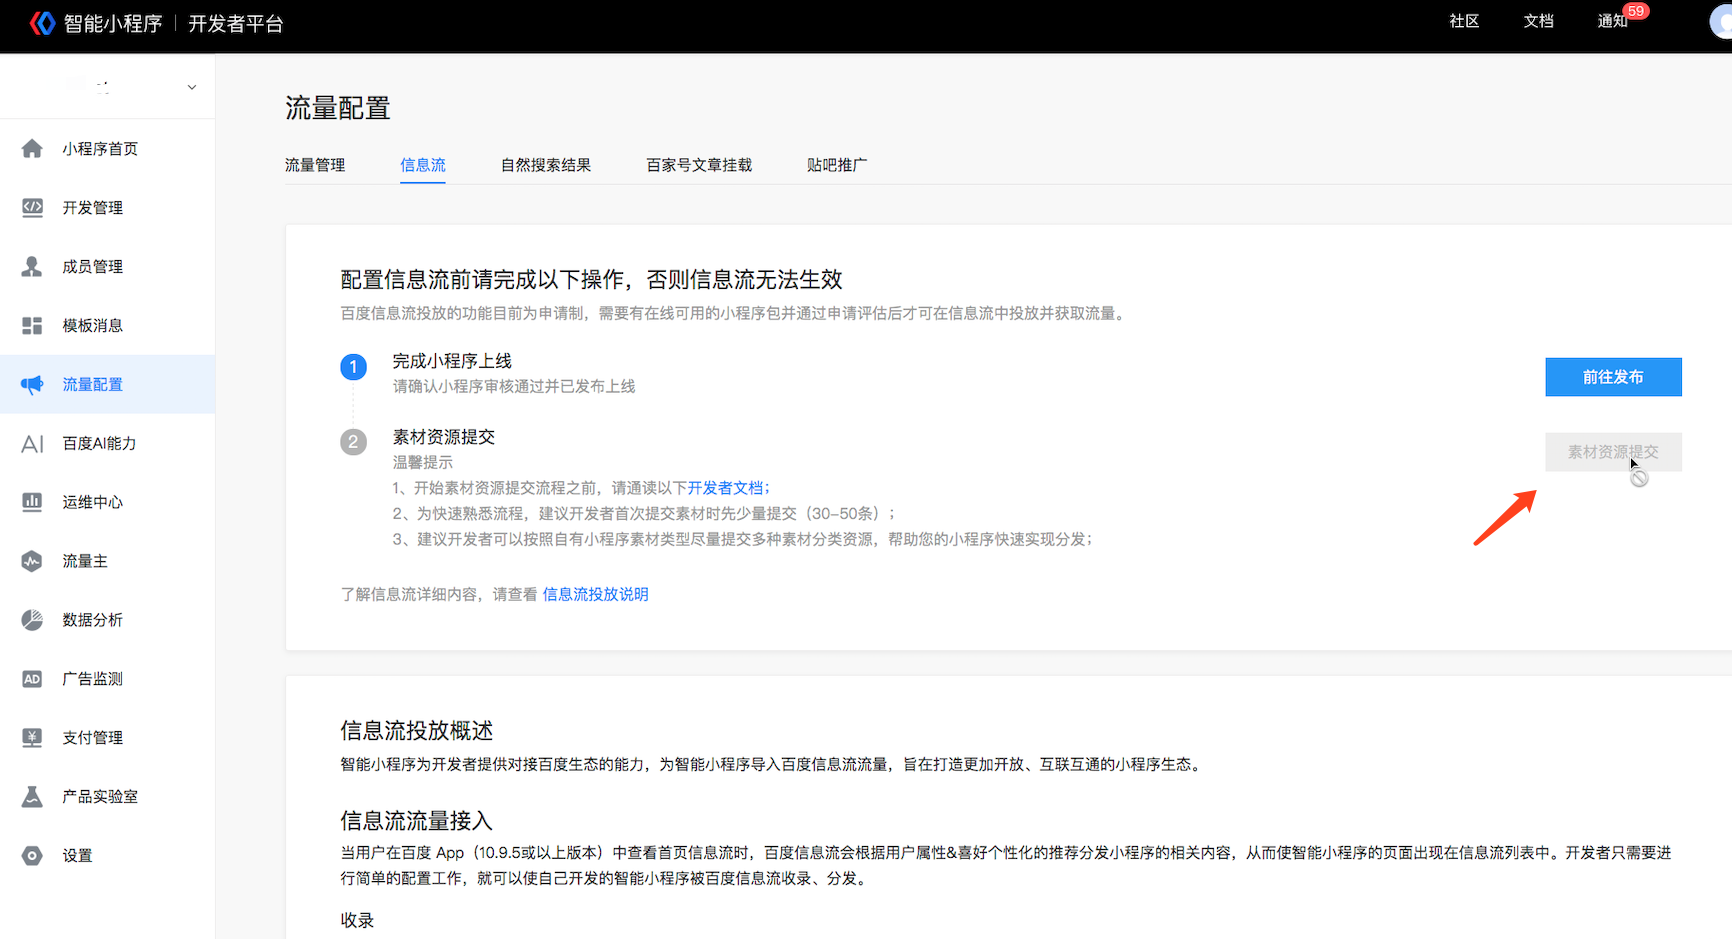 智能小程序 | 开发者平台
社区
文档
通知
59
小程序首页
开发管理
成员管理
模板消息
流量配置
AI 百度AI能力
运维中心
流量主
数据分析
AD 广告监测
¥ 支付管理
产品实验室
设置
流量配置
流量管理
信息流
自然搜索结果
百家号文章挂载
贴吧推广
配置信息流前请完成以下操作，否则信息流无法生效
百度信息流投放的功能目前为申请制，需要有在线可用的小程序包并通过申请评估后才可在信息流中投放并获取流量。
1 完成小程序上线
请确认小程序审核通过并已发布上线
前往发布
2 素材资源提交
温馨提示
1、开始素材资源提交流程之前，请通读以下开发者文档；
2、为快速熟悉流程，建议开发者首次提交素材时先少量提交（30-50条）；
3、建议开发者可以按照自有小程序素材类型尽量提交多种素材分类资源，帮助您的小程序快速实现分发；
素材资源提交
了解信息流详细内容，请查看 信息流投放说明
信息流投放概述
智能小程序为开发者提供对接百度生态的能力，为智能小程序导入百度信息流流量，旨在打造更加开放、互联互通的小程序生态。
信息流流量接入
当用户在百度 App（10.9.5或以上版本）中查看首页信息流时，百度信息流会根据用户属性&喜好个性化的推荐分发小程序的相关内容，从而使智能小程序的页面出现在信息流列表中。开发者只需要进
行简单的配置工作，就可以使自己开发的智能小程序被百度信息流收录、分发。
收录